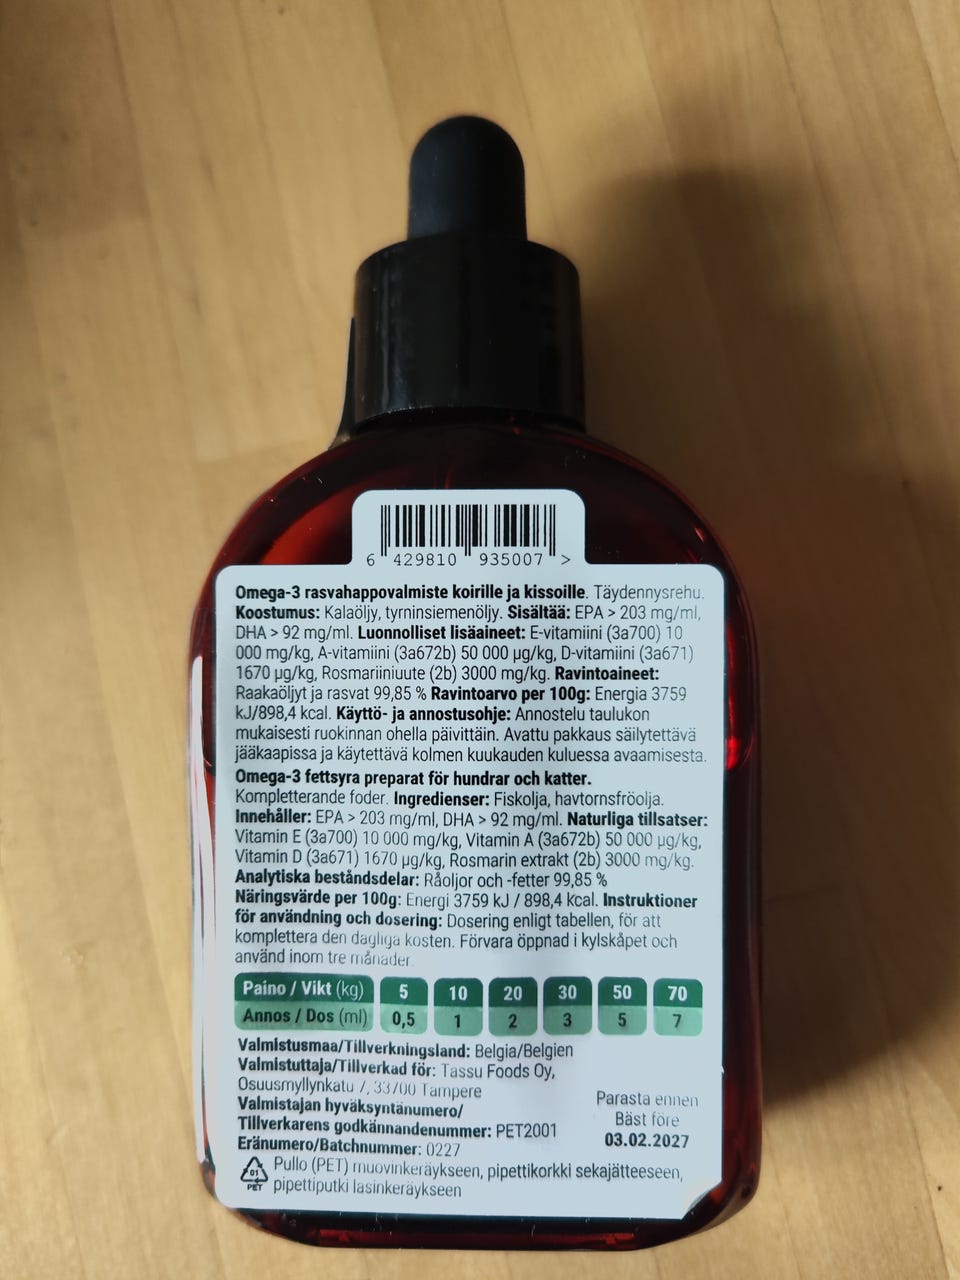 6 429810 935007 >
Omega-3 rasvahappovalmiste koirille ja kissoille. Täydennysrehu.
Koostumus: Kalaöljy, tyrninsiemenöljy. Sisältää: EPA > 203 mg/ml,
DHA > 92 mg/ml. Luonnolliset lisäaineet: E-vitamiini (3a700) 10
000 mg/kg, A-vitamiini (3a672b) 50 000 µg/kg, D-vitamiini (3a671)
1670 µg/kg, Rosmariiniuute (2b) 3000 mg/kg. Ravintoaineet:
Raakaöljyt ja rasvat 99,85 % Ravintoarvo per 100g: Energia 3759
kJ/898,4 kcal. Käyttö- ja annostusohje: Annostelu taulukon
mukaisesti ruokinnan ohella päivittäin. Avattu pakkaus säilytettävä
jääkaapissa ja käytettävä kolmen kuukauden kuluessa avaamisesta.
Omega-3 fettsyra preparat för hundrar och katter.
Kompletterande foder. Ingredienser: Fiskolja, havtornsfröolja.
Innehåller: EPA > 203 mg/ml, DHA > 92 mg/ml. Naturliga tillsatser:
Vitamin E (3a700) 10 000 mg/kg, Vitamin A (3a672b) 50 000 µg/kg,
Vitamin D (3a671) 1670 µg/kg, Rosmarin extrakt (2b) 3000 mg/kg.
Analytiska beståndsdelar: Råoljor och -fetter 99,85 %
Näringsvärde per 100g: Energi 3759 kJ / 898,4 kcal. Instruktioner
för användning och dosering: Dosering enligt tabellen, för att
komplettera den dagliga kosten. Förvara öppnad i kylskåpet och
använd inom tre månader.
Paino / Vikt (kg) 5 10 20 30 50 70
Annos / Dos (ml) 0,5 1 2 3 5 7
Valmistusmaa/Tillverkningsland: Belgia/Belgien
Valmistuttaja/Tillverkad för: Tassu Foods Oy,
Osuusmyllynkatu 7, 33700 Tampere
Valmistajan hyväksyntänumero/
Tillverkarens godkännandenummer: PET2001
Eränumero/Batchnummer: 0227
Parasta ennen
Bäst före
03.02.2027
01
PET
Pullo (PET) muovinkeräykseen, pipettikorkki sekajätteeseen,
pipettiputki lasinkeräykseen